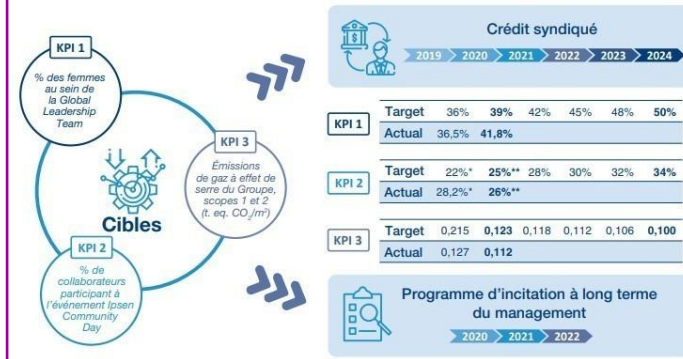 KPI 1
% des femmes
au sein de
la Global
Leadership
Team
KPI 3
Émissions
de gaz à effet de
serre du Groupe,
scopes 1 et 2
(t. eq. CO₂/m²)
Cibles
KPI 2
% de
collaborateurs
participant à
l'événement Ipsen
Community
Day
Crédit syndiqué
2019 2020 2021 2022 2023 2024
KPI 1
Target 36% 39% 42% 45% 48% 50%
Actual 36,5% 41,8%
KPI 2
Target 22%* 25%** 28% 30% 32% 34%
Actual 28,2%* 26%**
KPI 3
Target 0,215 0,123 0,118 0,112 0,106 0,100
Actual 0,127 0,112
Programme d'incitation à long terme
du management
2020 2021 2022